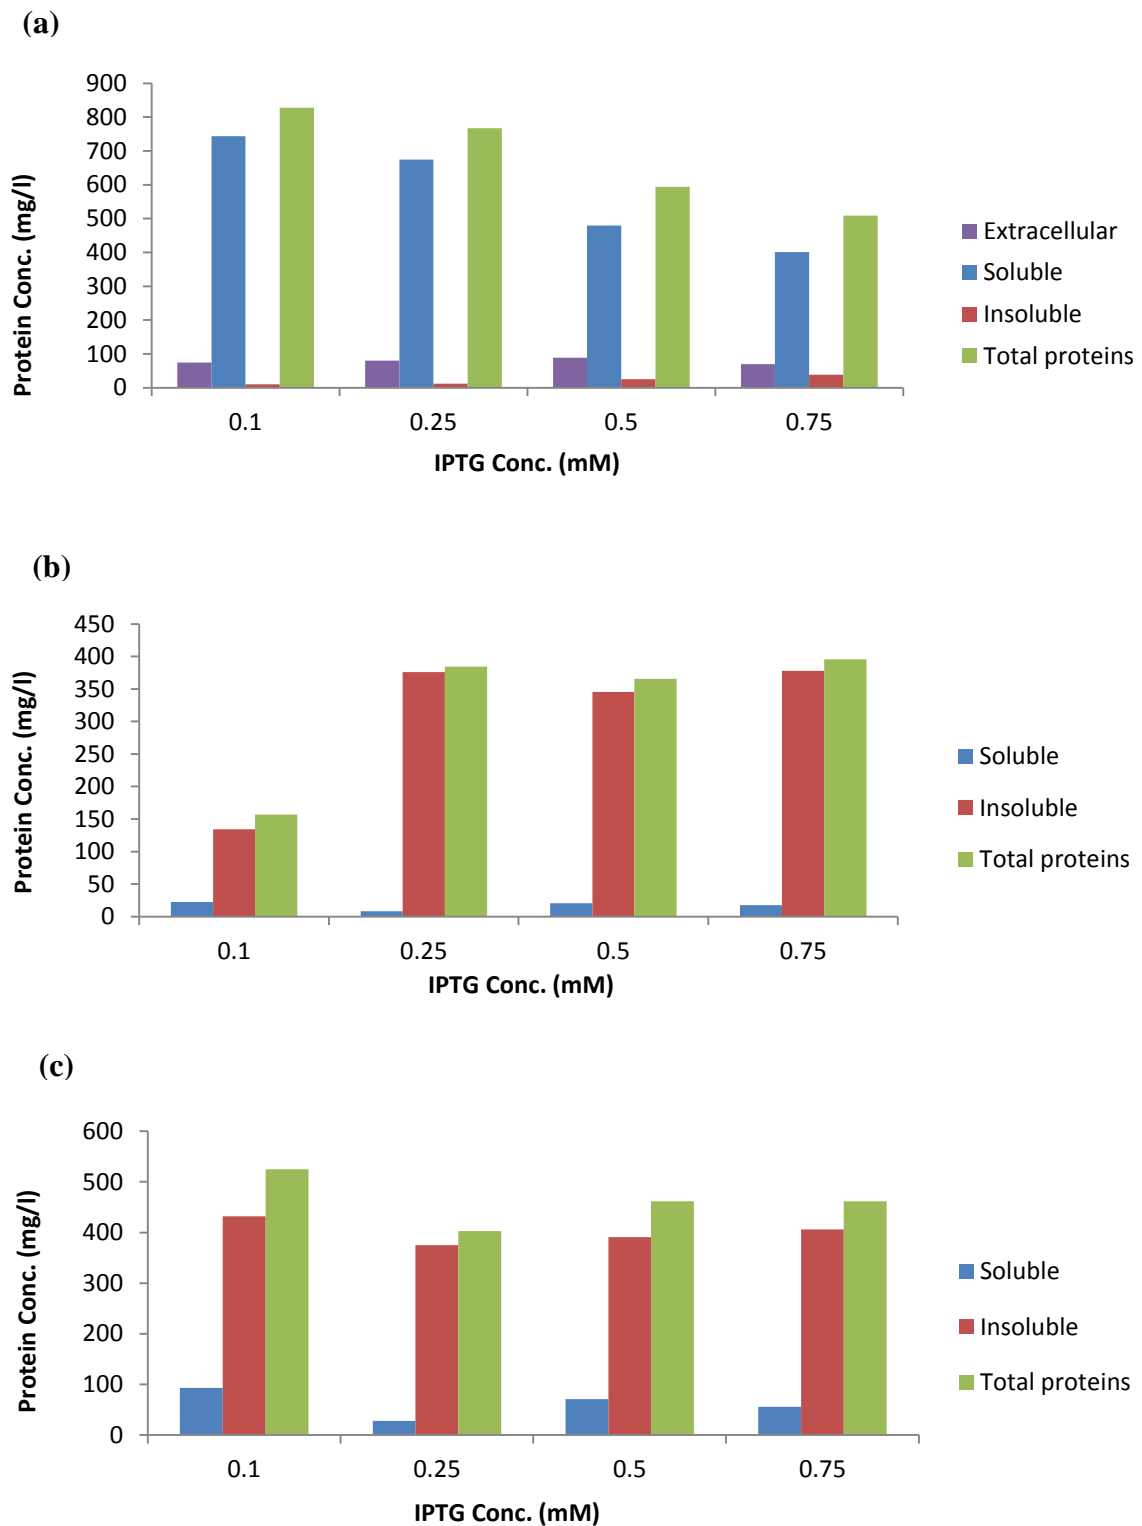 (a)
900
800
700
600
500
400
300
200
100
0
Protein Conc. (mg/l)
0.1 0.25 0.5 0.75
IPTG Conc. (mM)
Extracellular
Soluble
Insoluble
Total proteins
(b)
450
400
350
300
250
200
150
100
50
0
Protein Conc. (mg/l)
0.1 0.25 0.5 0.75
IPTG Conc. (mM)
Soluble
Insoluble
Total proteins
(c)
600
500
400
300
200
100
0
Protein Conc. (mg/l)
0.1 0.25 0.5 0.75
IPTG Conc. (mM)
Soluble
Insoluble
Total proteins